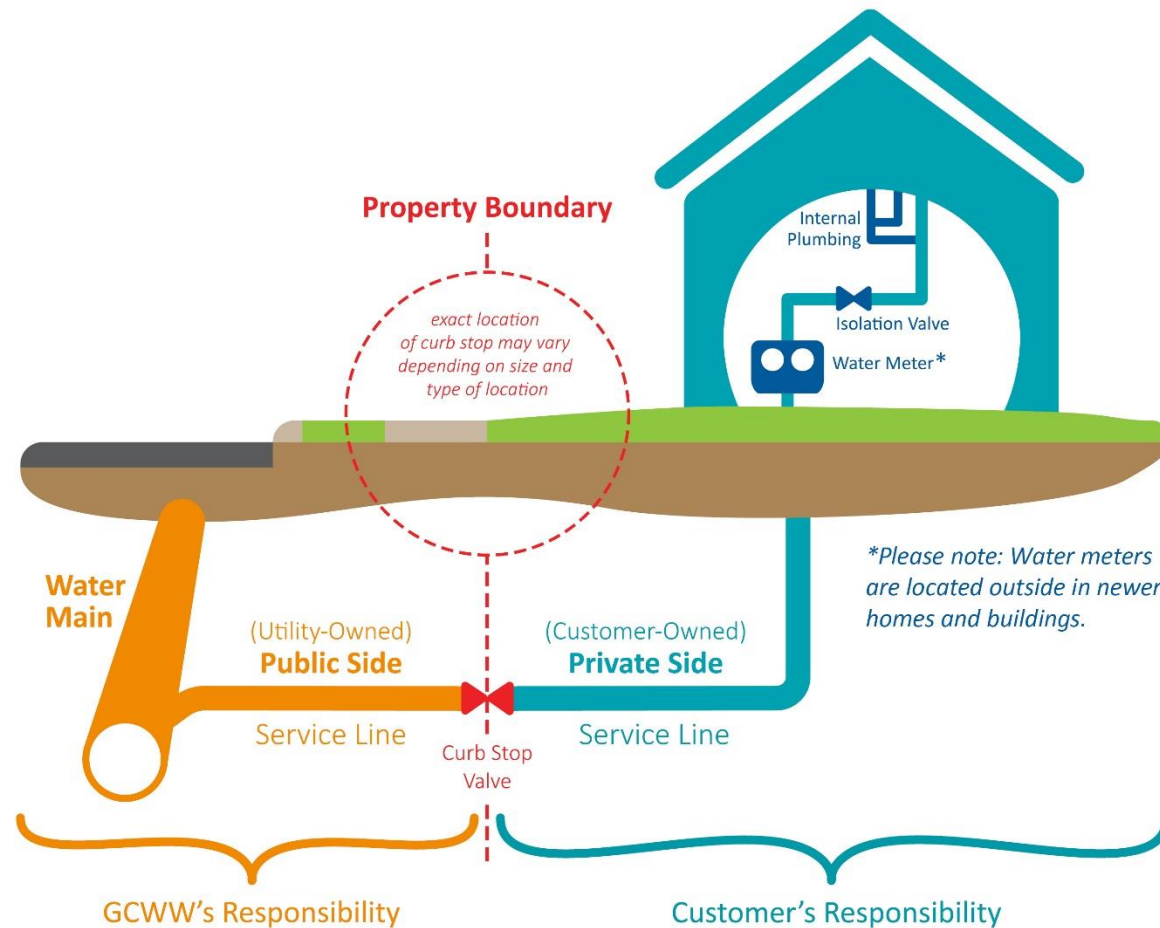 Property Boundary
exact location
of curb stop may vary
depending on size and
type of location
Internal
Plumbing
Isolation Valve
Water Meter*
*Please note: Water meters
are located outside in newer
homes and buildings.
Water
Main
(Utility-Owned)
Public Side
Service Line
(Customer-Owned)
Private Side
Service Line
Curb Stop
Valve
GCWW's Responsibility
Customer's Responsibility